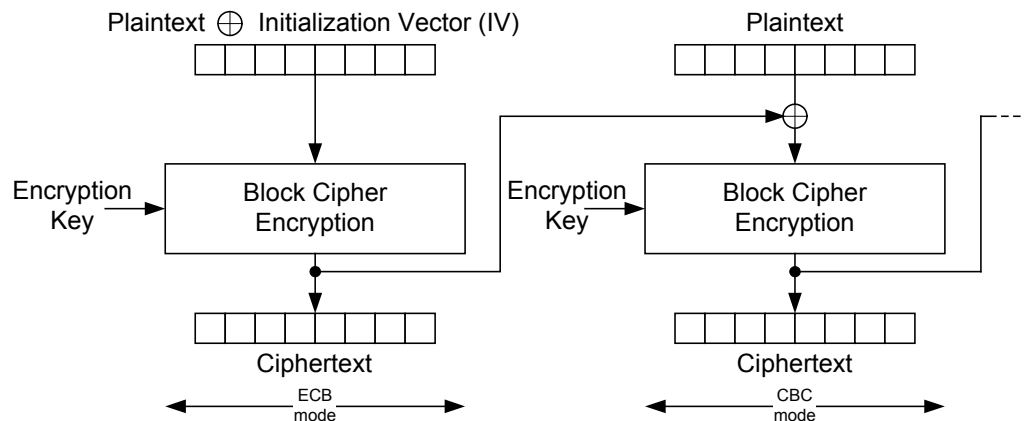 Plaintext ⊕ Initialization Vector (IV)
Plaintext
Encryption
Key
Block Cipher
Encryption
Encryption
Key
Block Cipher
Encryption
Ciphertext
Ciphertext
ECB
mode
CBC
mode